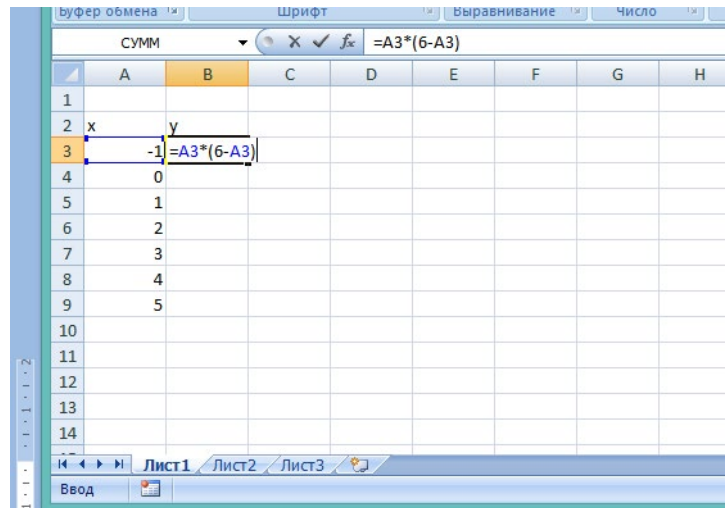 Буфер обмена Шрифт Выравнивание Число
СУММ fx =A3*(6-A3)
A B C D E F G H
1
2 x y
3 -1 =A3*(6-A3)
4 0
5 1
6 2
7 3
8 4
9 5
10
11
12
13
14
Лист1 Лист2 Лист3
Ввод